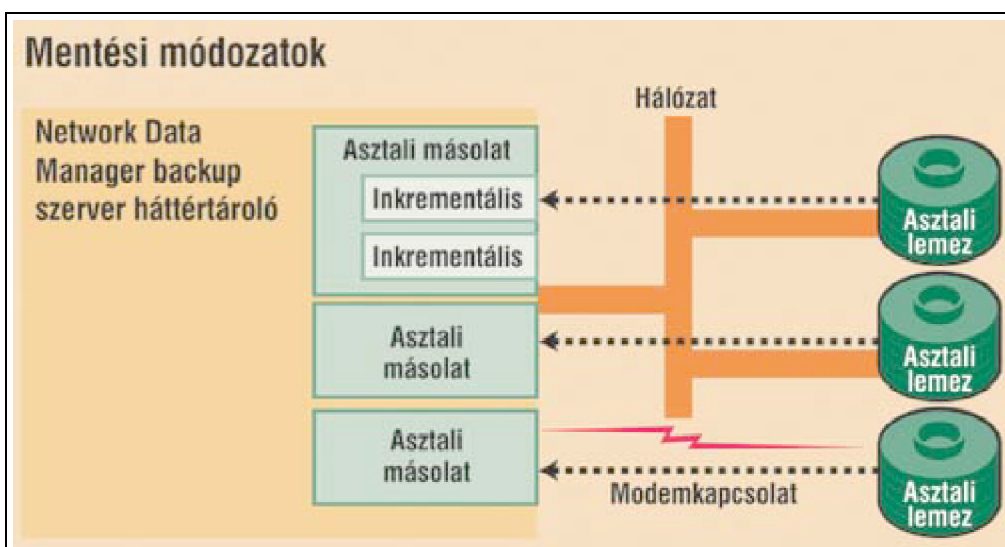 Mentési módozatok
Network Data
Manager backup
szerver háttértároló
Asztali másolat
Inkrementális
Inkrementális
Asztali
másolat
Asztali
másolat
Hálózat
Modemkapcsolat
Asztali
lemez
Asztali
lemez
Asztali
lemez